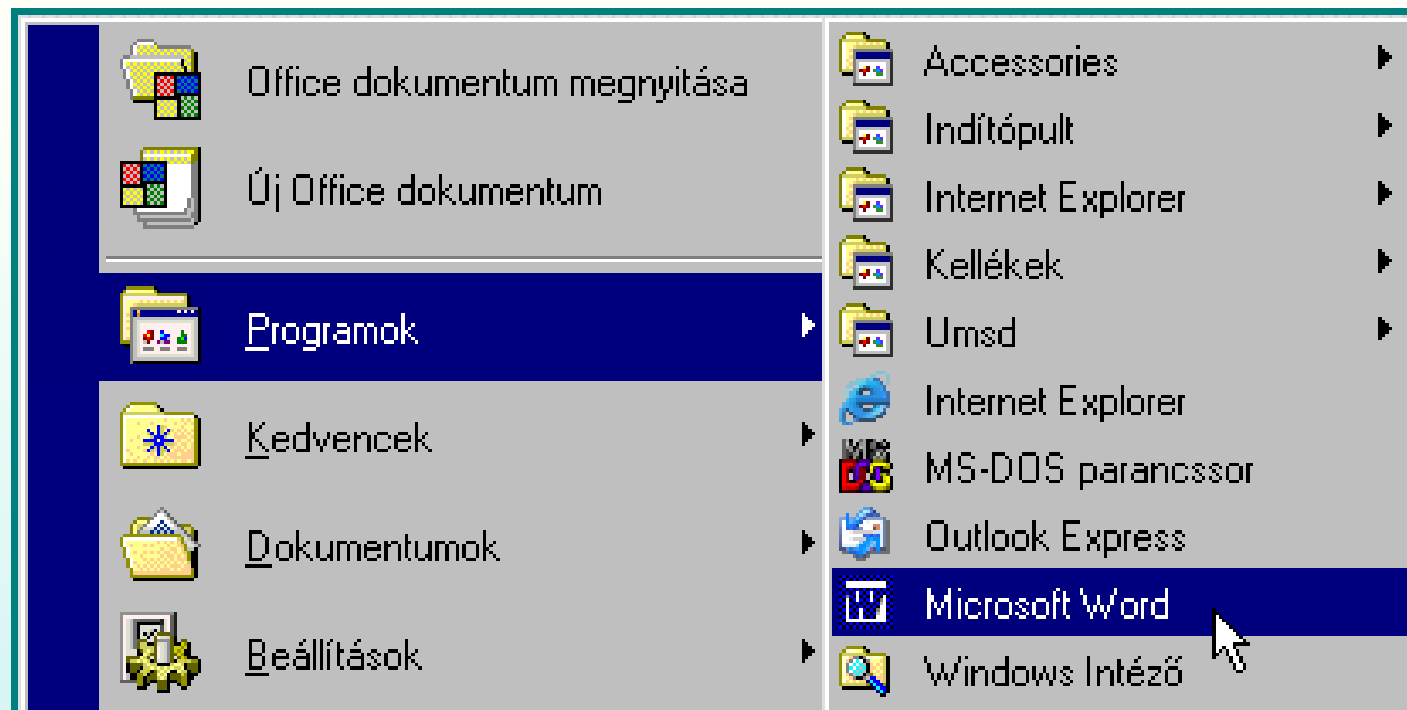 Office dokumentum megnyitása
Új Office dokumentum
Programok
Kedvencek
Dokumentumok
Beállítások
Accessories
Indítópult
Internet Explorer
Kellékek
Umsd
Internet Explorer
MS-DOS parancssor
Outlook Express
Microsoft Word
Windows Intéző